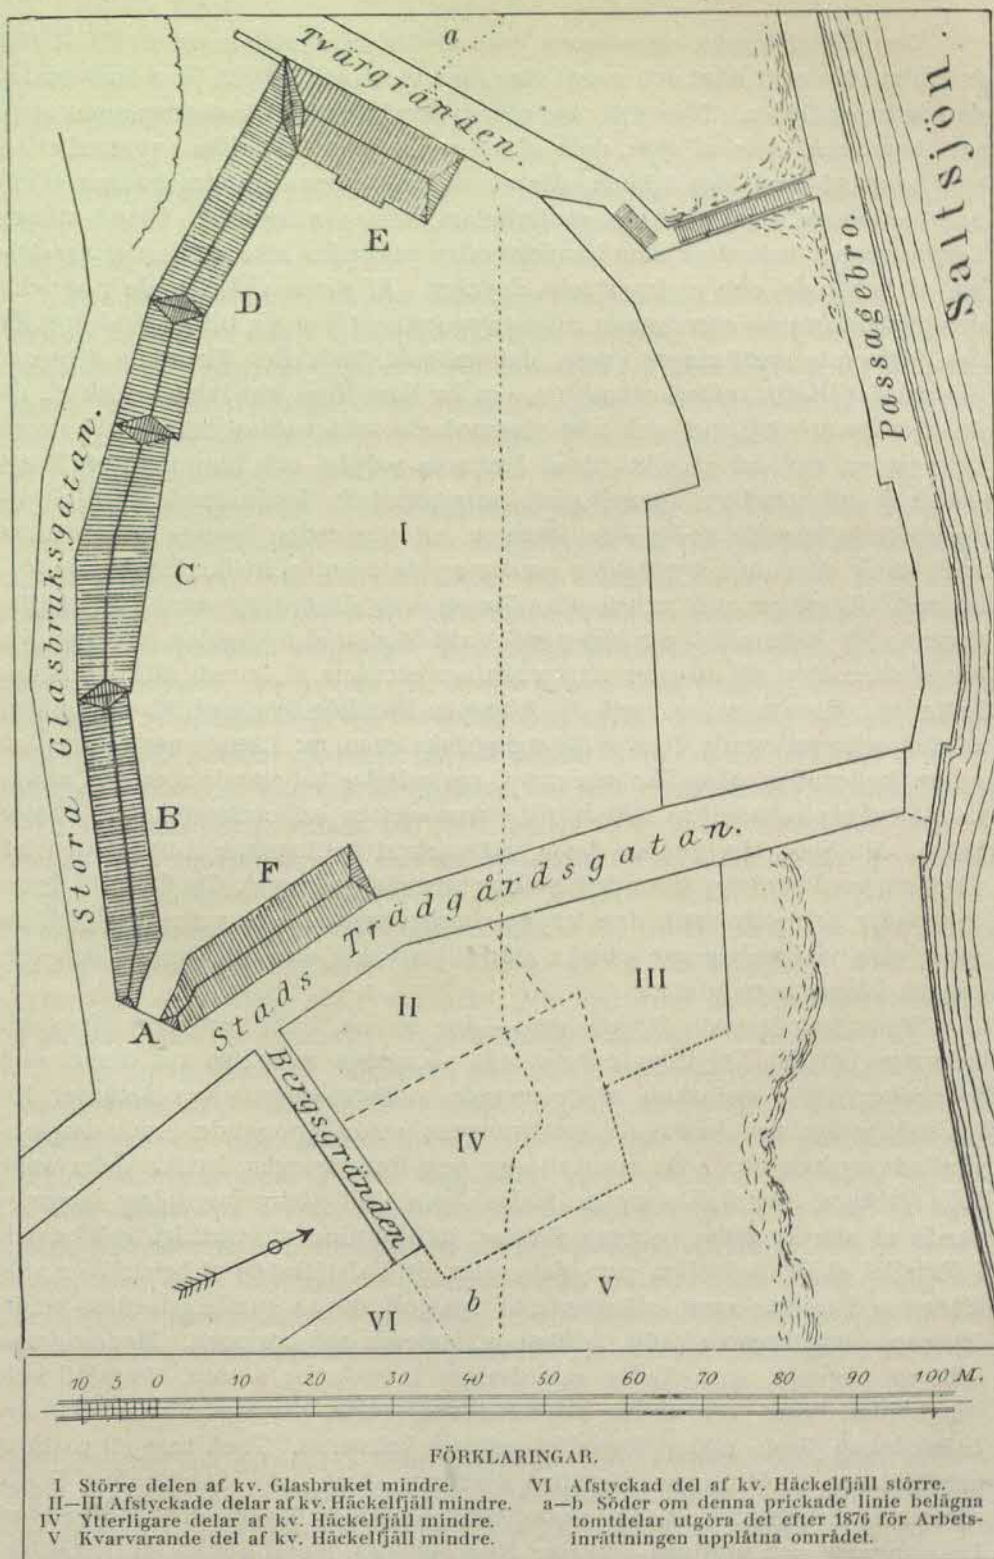 a
Tvärgränden.
Saltsjön.
Passagebro.
E
D
Stora Glasbruksgatan.
I
C
B
F
Stads Trädgårdsgatan.
A
II
III
Bergsgränden
IV
V
VI
b
10 5 0 10 20 30 40 50 60 70 80 90 100 M.
FÖRKLARINGAR.
I Större delen af kv. Glasbruket mindre.
II—III Afstyckade delar af kv. Häckelfjäll mindre.
IV Ytterligare delar af kv. Häckelfjäll mindre.
V Kvarvarande del af kv. Häckelfjäll mindre.
VI Afstyckad del af kv. Häckelfjäll större.
a—b Söder om denna prickade linie belägna
tomtdelar utgöra det efter 1876 för Arbets-
inrättningen upplåtna området.